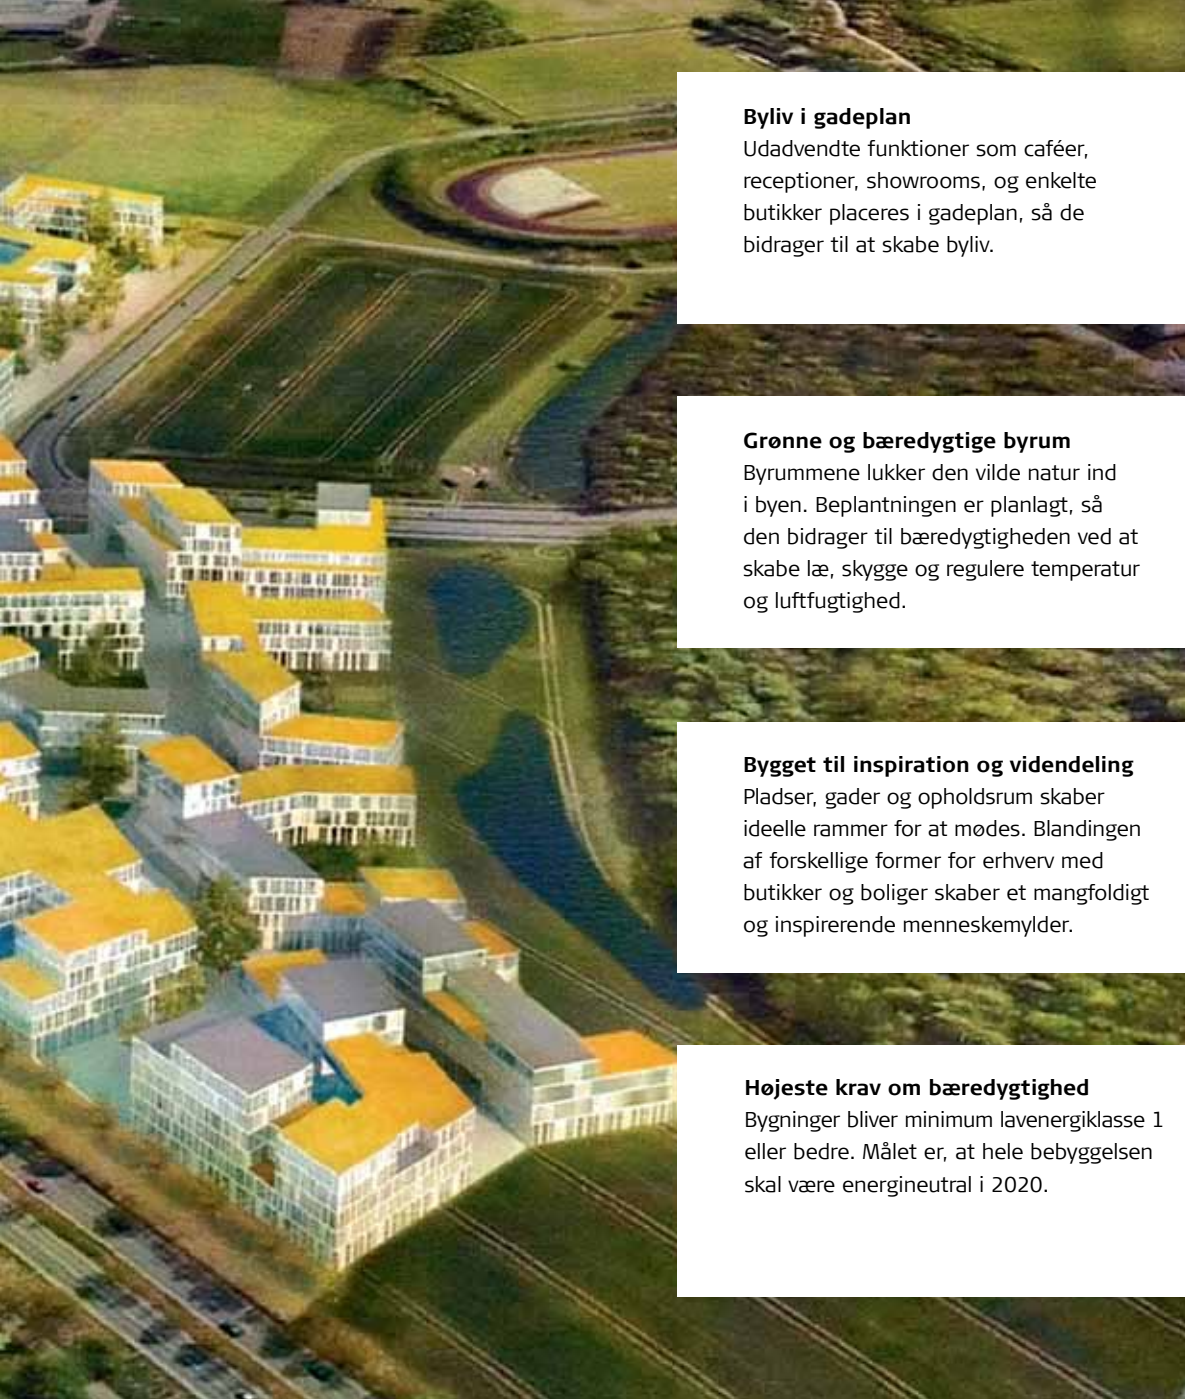 Byliv i gadeplan
Udadvendte funktioner som caféer,
receptioner, showrooms, og enkelte
butikker placeres i gadeplan, så de
bidrager til at skabe byliv.
Grønne og bæredygtige byrum
Byrummene lukker den vilde natur ind
i byen. Beplantningen er planlagt, så
den bidrager til bæredygtigheden ved at
skabe læ, skygge og regulere temperatur
og luftfugtighed.
Bygget til inspiration og videndeling
Pladser, gader og opholdsrum skaber
ideelle rammer for at mødes. Blandingen
af forskellige former for erhverv med
butikker og boliger skaber et mangfoldigt
og inspirerende menneskemylder.
Højeste krav om bæredygtighed
Bygninger bliver minimum lavenergiklasse 1
eller bedre. Målet er, at hele bebyggelsen
skal være energineutral i 2020.